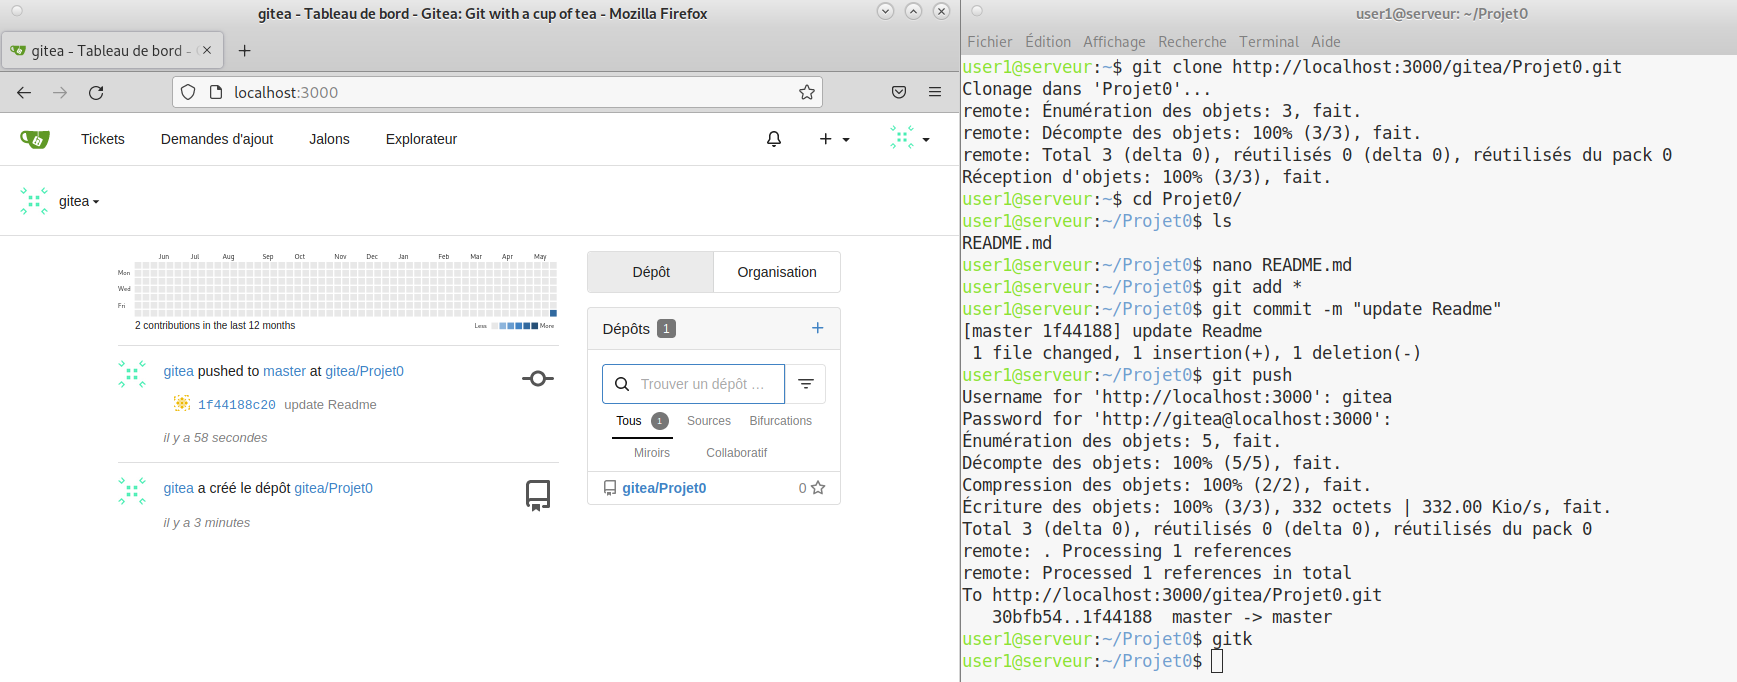 gitea - Tableau de bord - Gitea: Git with a cup of tea - Mozilla Firefox
gitea - Tableau de bord -
localhost:3000
Tickets Demandes d'ajout Jalons Explorateur
gitea
Jun Jul Aug Sep Oct Nov Dec Jan Feb Mar Apr May
Mon
Wed
Fri
2 contributions in the last 12 months Less More
gitea pushed to master at gitea/Projet0
1f44188c20 update Readme
il y a 58 secondes
gitea a créé le dépôt gitea/Projet0
il y a 3 minutes
Dépôt Organisation
Dépôts 1 +
Trouver un dépôt ...
Tous 1 Sources Bifurcations
Miroirs Collaboratif
gitea/Projet0 0
user1@serveur: ~/Projet0
Fichier Édition Affichage Recherche Terminal Aide
user1@serveur:~$ git clone http://localhost:3000/gitea/Projet0.git
Clonage dans 'Projet0'...
remote: Énumération des objets: 3, fait.
remote: Décompte des objets: 100% (3/3), fait.
remote: Total 3 (delta 0), réutilisés 0 (delta 0), réutilisés du pack 0
Réception d'objets: 100% (3/3), fait.
user1@serveur:~$ cd Projet0/
user1@serveur:~/Projet0$ ls
README.md
user1@serveur:~/Projet0$ nano README.md
user1@serveur:~/Projet0$ git add *
user1@serveur:~/Projet0$ git commit -m "update Readme"
[master 1f44188] update Readme
 1 file changed, 1 insertion(+), 1 deletion(-)
user1@serveur:~/Projet0$ git push
Username for 'http://localhost:3000': gitea
Password for 'http://gitea@localhost:3000':
Énumération des objets: 5, fait.
Décompte des objets: 100% (5/5), fait.
Compression des objets: 100% (2/2), fait.
Écriture des objets: 100% (3/3), 332 octets | 332.00 Kio/s, fait.
Total 3 (delta 0), réutilisés 0 (delta 0), réutilisés du pack 0
remote: . Processing 1 references
remote: Processed 1 references in total
To http://localhost:3000/gitea/Projet0.git
   30bfb54..1f44188  master -> master
user1@serveur:~/Projet0$ gitk
user1@serveur:~/Projet0$